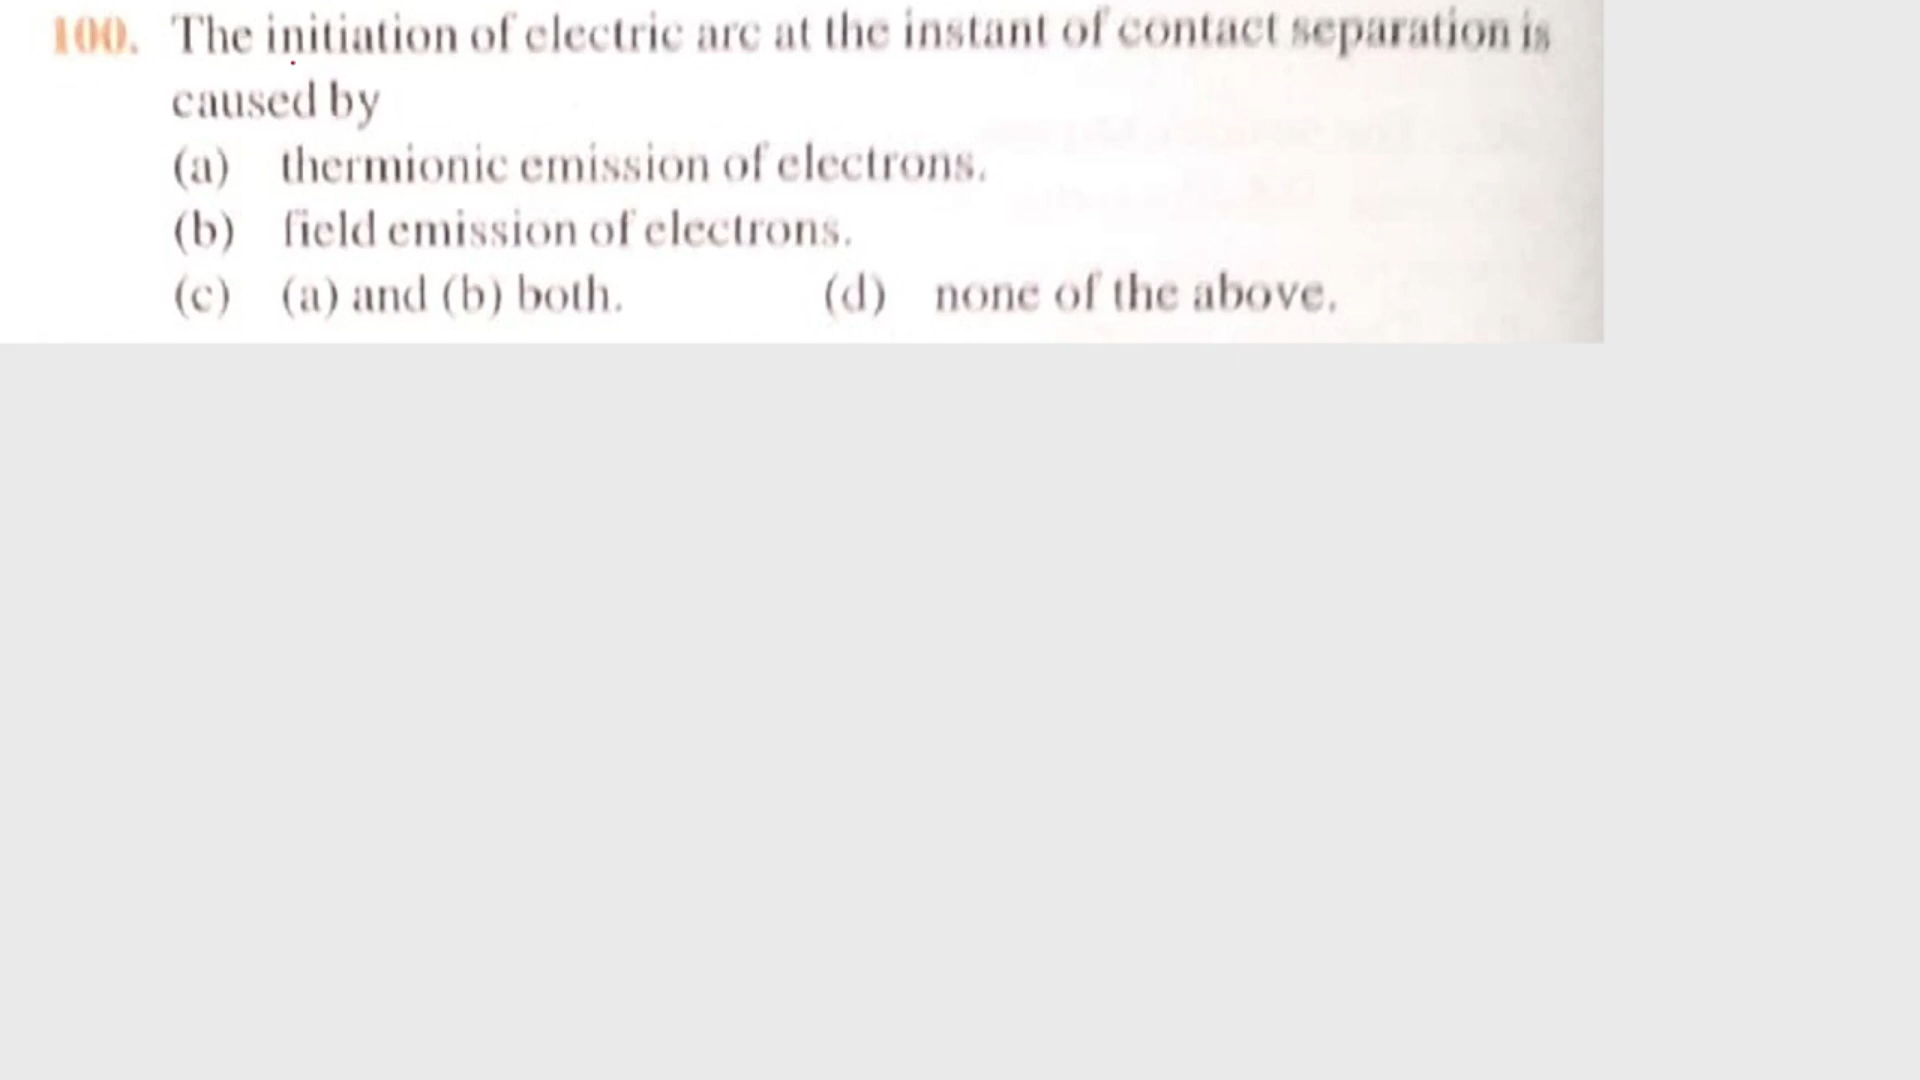 100. The initiation of electric arc at the instant of contact separation is
caused by
(a) thermionic emission of electrons.
(b) field emission of electrons.
(c) (a) and (b) both. (d) none of the above.